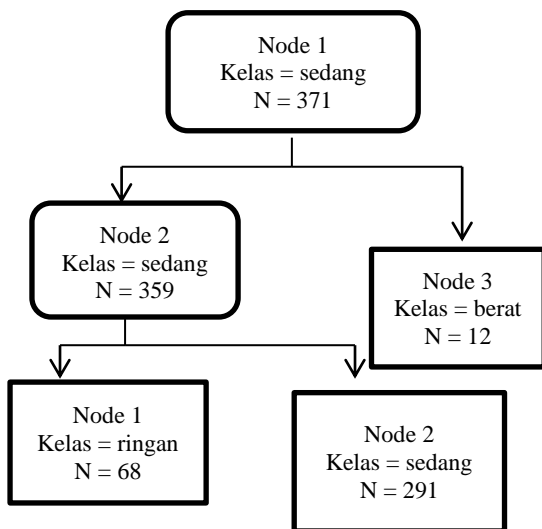 Node 1
Kelas = sedang
N = 371
Node 2
Kelas = sedang
N = 359
Node 3
Kelas = berat
N = 12
Node 1
Kelas = ringan
N = 68
Node 2
Kelas = sedang
N = 291